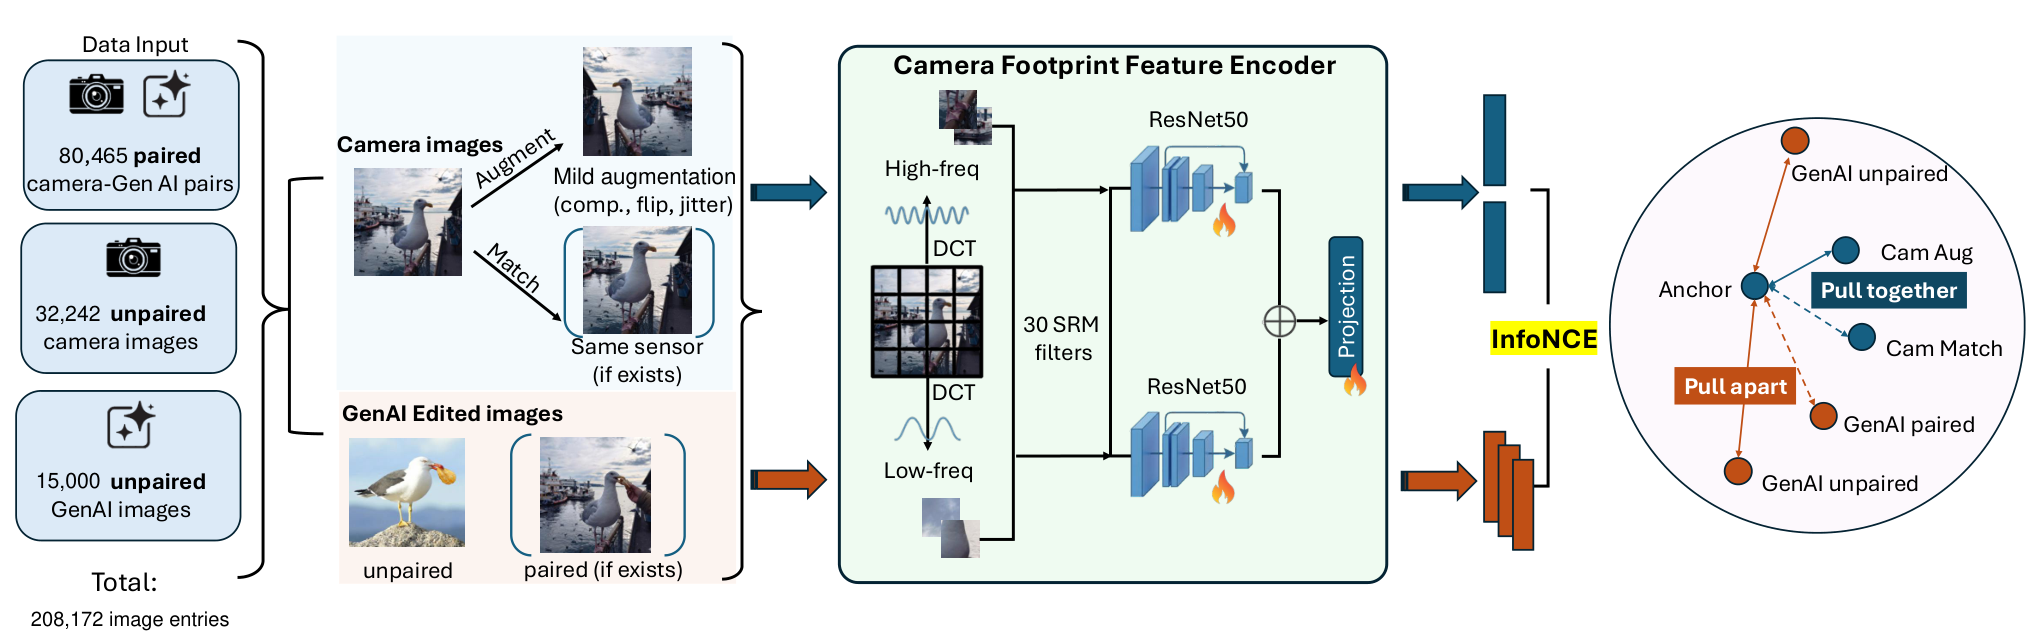 Data Input
80,465 paired
camera-Gen AI pairs
32,242 unpaired
camera images
15,000 unpaired
GenAI images
Total:
208,172 image entries
Camera images
Augment
Match
Mild augmentation
(comp., flip, jitter)
Same sensor
(if exists)
GenAI Edited images
unpaired
paired (if exists)
Camera Footprint Feature Encoder
High-freq
DCT
DCT
Low-freq
30 SRM
filters
ResNet50
ResNet50
Projection
InfoNCE
GenAI unpaired
Cam Aug
Anchor
Pull together
Cam Match
Pull apart
GenAI paired
GenAI unpaired